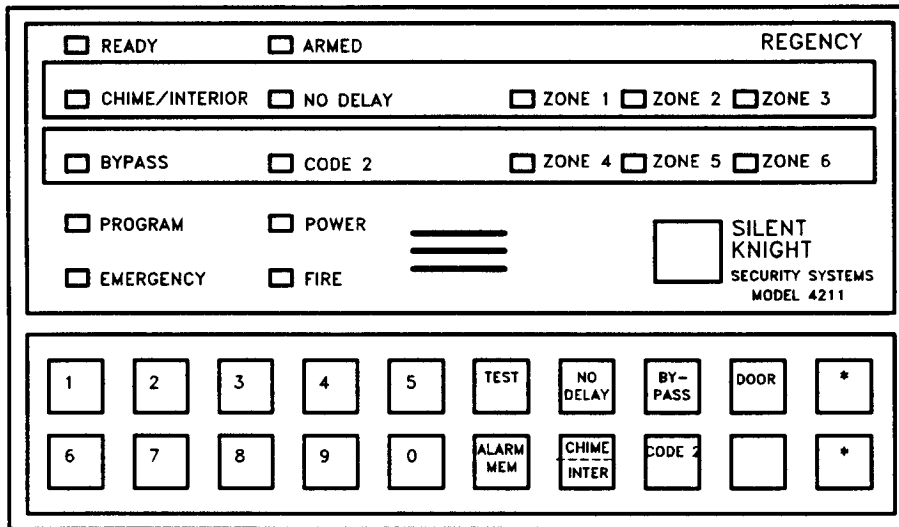 READY ARMED REGENCY
CHIME/INTERIOR NO DELAY ZONE 1 ZONE 2 ZONE 3
BYPASS CODE 2 ZONE 4 ZONE 5 ZONE 6
PROGRAM POWER
EMERGENCY FIRE
SILENT
KNIGHT
SECURITY SYSTEMS
MODEL 4211
1 2 3 4 5 TEST NO DELAY BY-PASS DOOR *
6 7 8 9 0 ALARM MEM CHIME INTER CODE 2 *